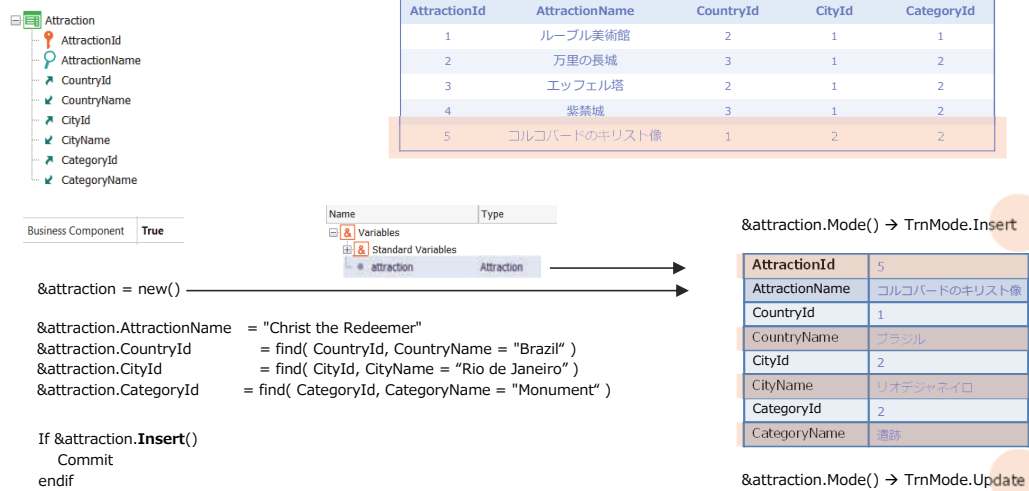 Attraction
AttractionId
AttractionName
CountryId
CountryName
CityId
CityName
CategoryId
CategoryName
AttractionId AttractionName CountryId CityId CategoryId
1 ルーブル美術館 2 1 1
2 万里の長城 3 1 2
3 エッフェル塔 2 1 2
4 紫禁城 3 1 2
5 コルコバードのキリスト像 1 2 2
Business Component True
Name Type
& Variables
& Standard Variables
attraction Attraction
&attraction.Mode() → TrnMode.Insert
&attraction = new()
&attraction.AttractionName = "Christ the Redeemer"
&attraction.CountryId = find( CountryId, CountryName = "Brazil“ )
&attraction.CityId = find( CityId, CityName = “Rio de Janeiro” )
&attraction.CategoryId = find( CategoryId, CategoryName = "Monument“ )
If &attraction.Insert()
Commit
endif
AttractionId 5
AttractionName コルコバードのキリスト像
CountryId 1
CountryName ブラジル
CityId 2
CityName リオデジャネイロ
CategoryId 2
CategoryName 遺跡
&attraction.Mode() → TrnMode.Update